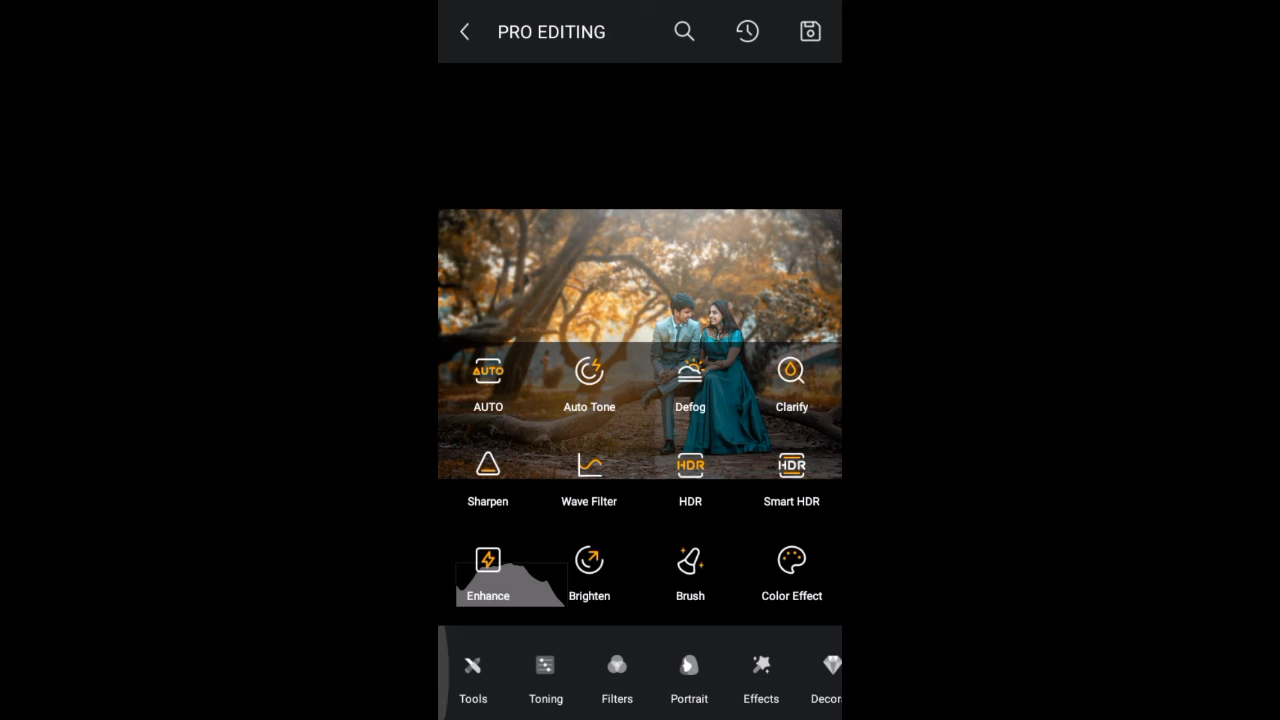 PRO EDITING
AUTO
AUTO Auto Tone Defog Clarify
HDR HDR
Sharpen Wave Filter HDR Smart HDR
Enhance Brighten Brush Color Effect
Tools Toning Filters Portrait Effects Decor